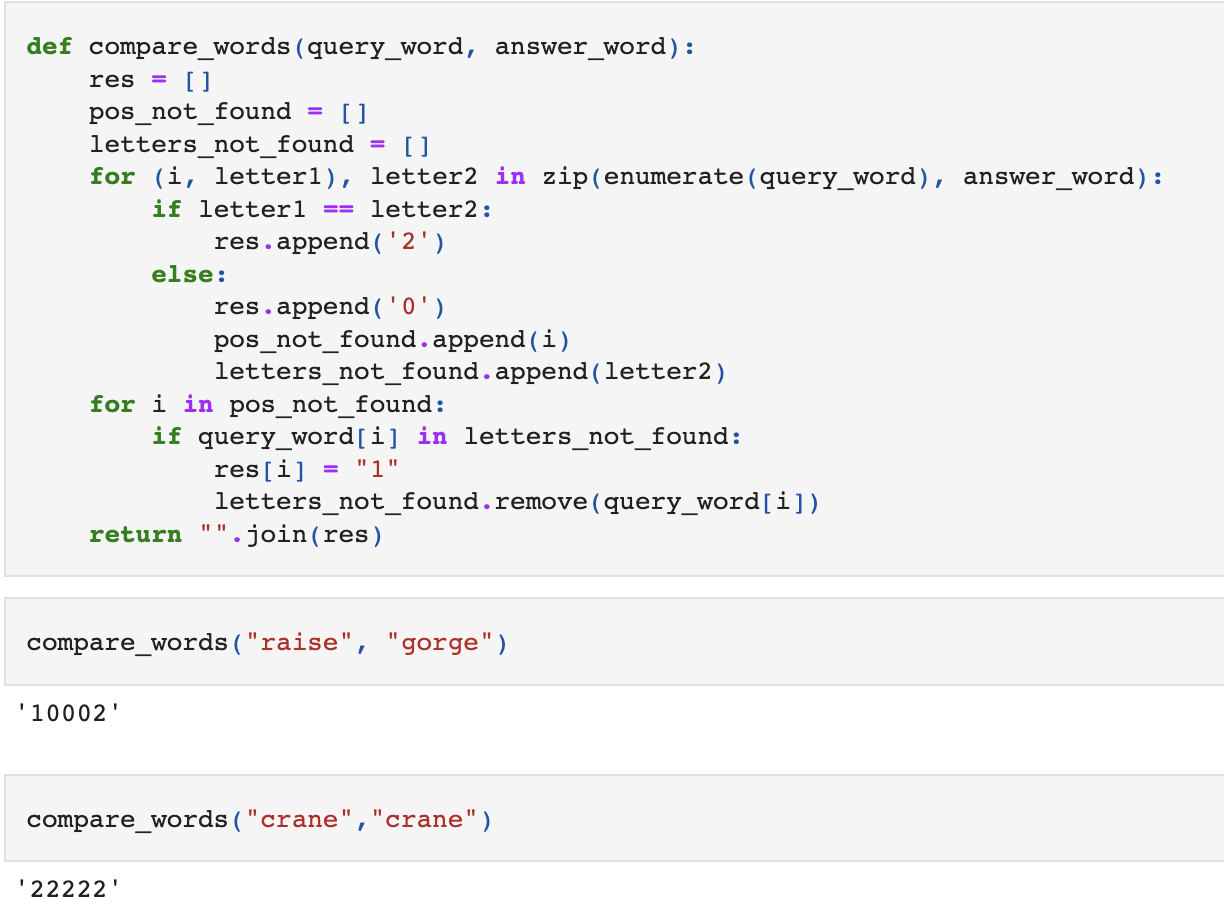 def compare_words(query_word, answer_word):
    res = []
    pos_not_found = []
    letters_not_found = []
    for (i, letter1), letter2 in zip(enumerate(query_word), answer_word):
        if letter1 == letter2:
            res.append('2')
        else:
            res.append('0')
            pos_not_found.append(i)
            letters_not_found.append(letter2)
    for i in pos_not_found:
        if query_word[i] in letters_not_found:
            res[i] = "1"
            letters_not_found.remove(query_word[i])
    return "".join(res)
compare_words("raise", "gorge")
'10002'
compare_words("crane","crane")
'22222'